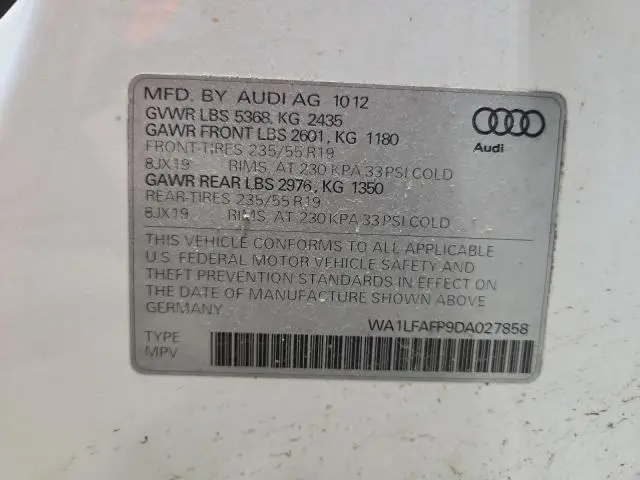 MFD. BY AUDI AG 1012
GVWR LBS 5368, KG 2435
GAWR FRONT LBS 2601, KG 1180
FRONT-TIRES 235/55 R19
8JX19 RIMS, AT 230 KPA 33 PSI COLD
GAWR REAR LBS 2976, KG 1350
REAR-TIRES 235/55 R19
8JX19 RIMS, AT 230 KPA 33 PSI COLD
Audi
THIS VEHICLE CONFORMS TO ALL APPLICABLE
U.S. FEDERAL MOTOR VEHICLE SAFETY AND
THEFT PREVENTION STANDARDS IN EFFECT ON
THE DATE OF MANUFACTURE SHOWN ABOVE
GERMANY
WA1LFAFP9DA027858
TYPE
MPV